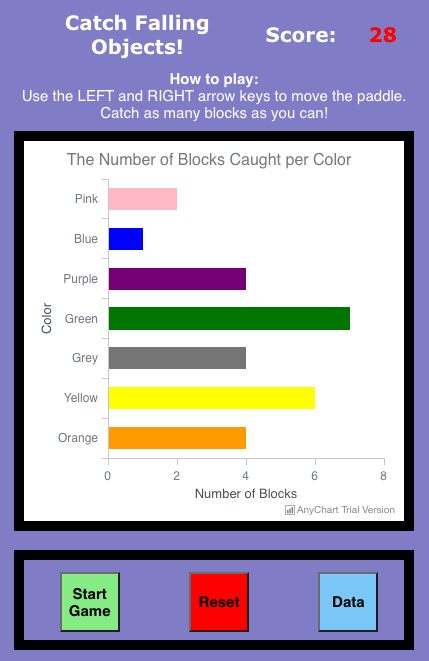 Catch Falling
Objects!
Score: 28
How to play:
Use the LEFT and RIGHT arrow keys to move the paddle.
Catch as many blocks as you can!
The Number of Blocks Caught per Color
Pink
Blue
Purple
Green
Grey
Yellow
Orange
Color
0 2 4 6 8
Number of Blocks
AnyChart Trial Version
Start
Game
Reset
Data